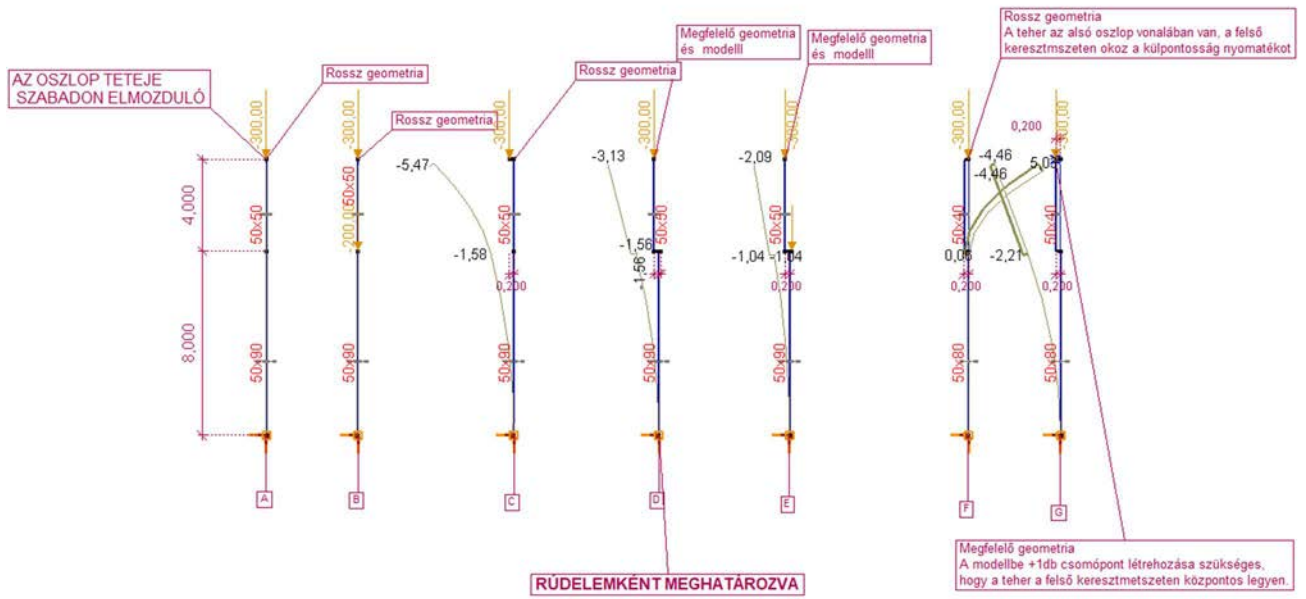 AZ OSZLOP TETEJE
SZABADON ELMOZDULÓ
Rossz geometria
Rossz geometria
Rossz geometria
Megfelelő geometria
és modelll
Megfelelő geometria
és modelll
Rossz geometria
A teher az alsó oszlop vonalában van, a felső
keresztmszeten okoz a külpontosság nyomatékot
-300,00
-300,00
-300,00
-300,00
-300,00
-300,00
-300,00
0,200
-5,47
-3,13
-2,09
-4,46
-4,46
4,000
50x50
50x50
-200,00
50x50
50x50
50x50
50x40
50x40
-1,58
-1,56
-1,56
-1,04
-1,04
-2,21
0,200
0,200
0,200
0,200
0,200
8,000
50x90
50x90
50x90
50x90
50x90
50x80
50x80
A
B
C
D
E
F
G
RÚDELEMKÉNT MEGHATÁROZVA
Megfelelő geometria
A modellbe +1db csomópont létrehozása szükséges,
hogy a teher a felső keresztmetszeten központos legyen.